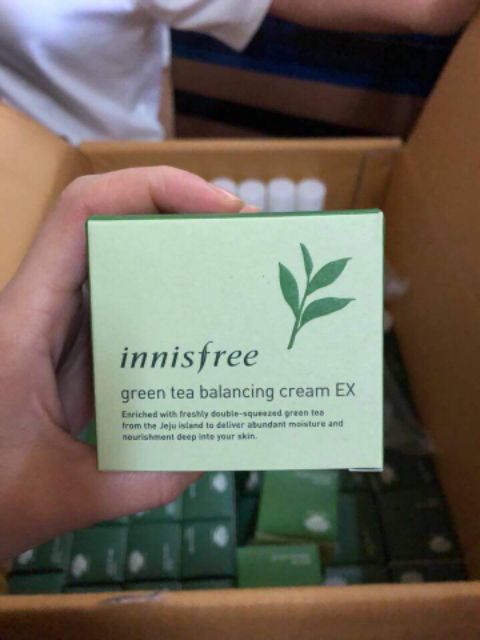 innisfree
green tea balancing cream EX
Enriched with freshly double-squeezed green tea
from the Jeju island to deliver abundant moisture and
nourishment deep into your skin.